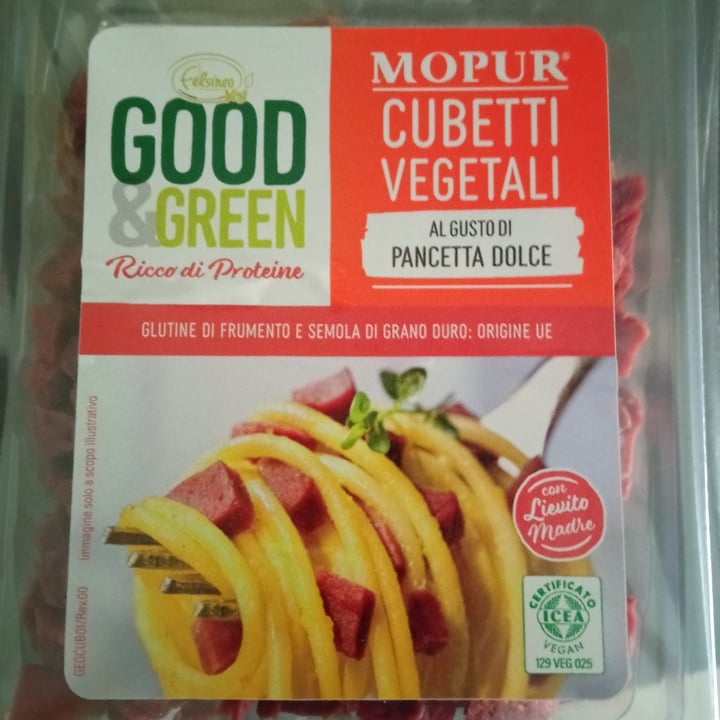 Felsineo
GOOD
&GREEN
Ricco di Proteine
MOPUR®
CUBETTI
VEGETALI
AL GUSTO DI
PANCETTA DOLCE
GLUTINE DI FRUMENTO E SEMOLA DI GRANO DURO: ORIGINE UE
Immagine solo a scopo illustrativo
GEGCUB01/Rev.00
con
Lievito
Madre
CERTIFICATO
ICEA
VEGAN
129 VEG 025